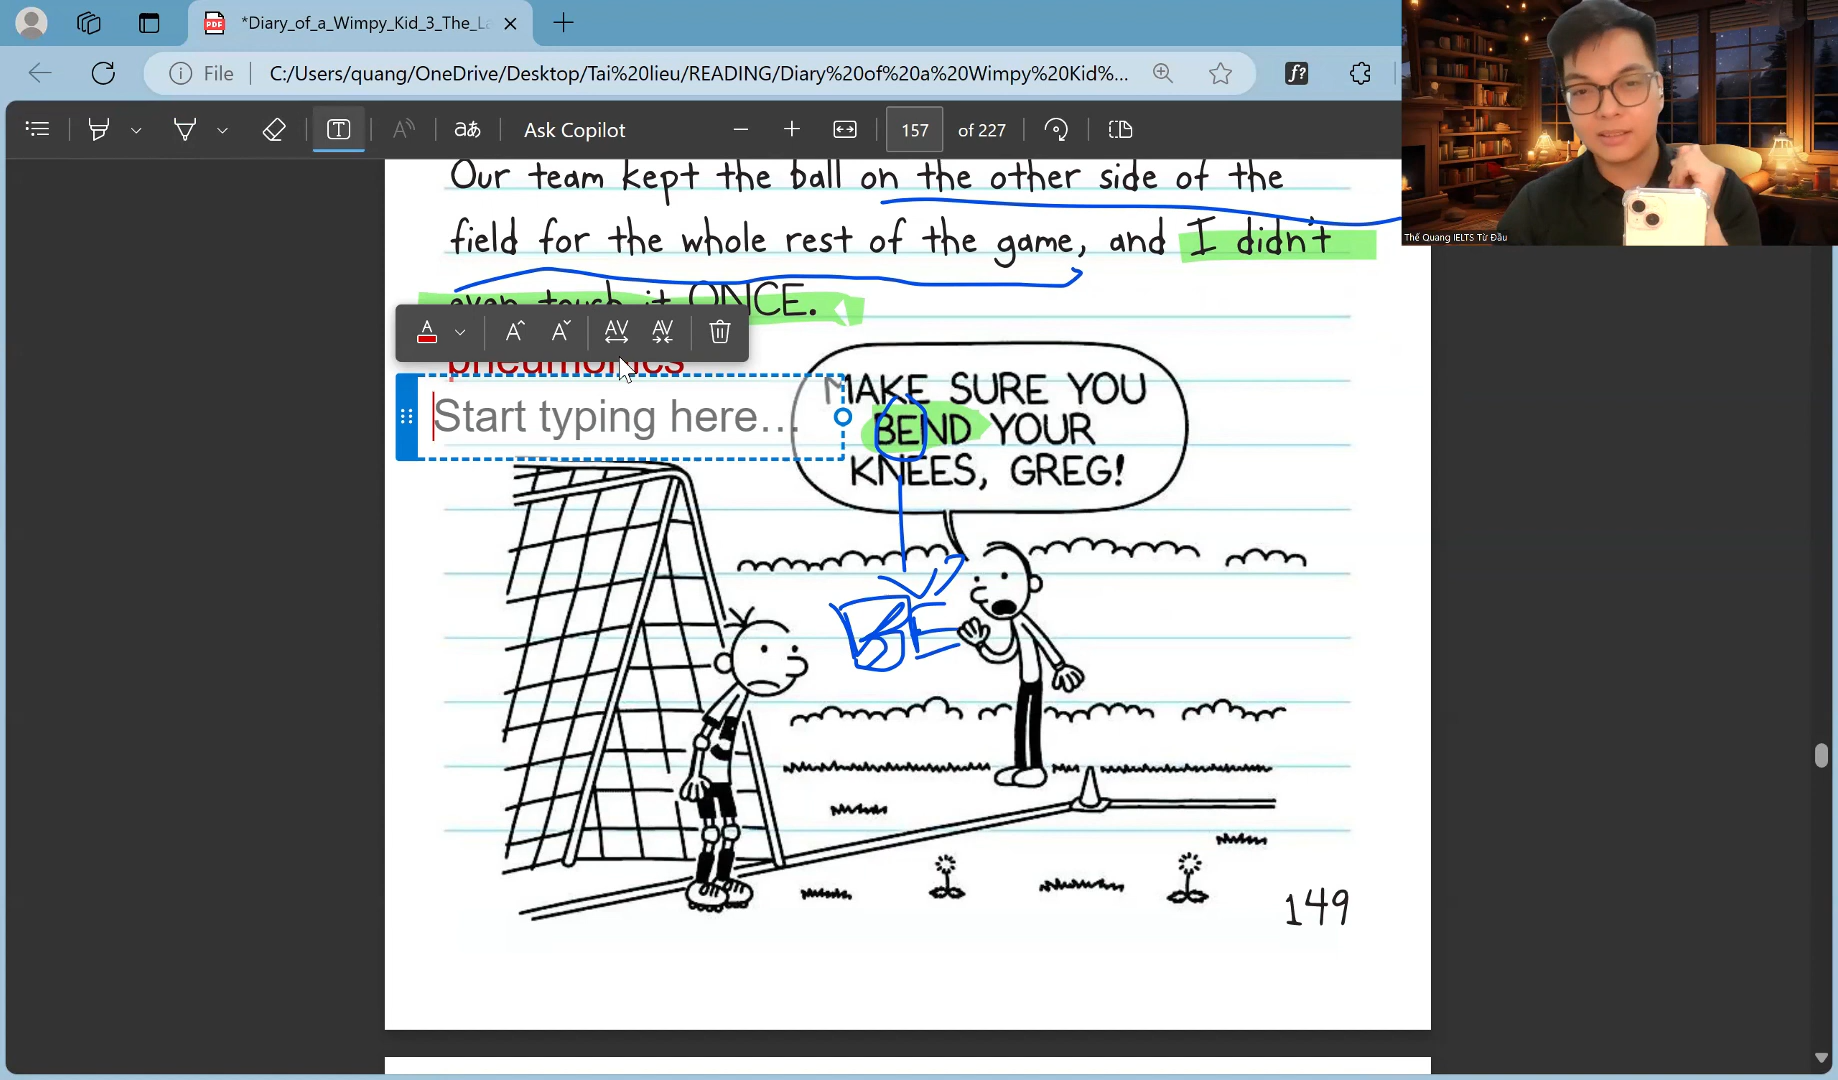 *Diary_of_a_Wimpy_Kid_3_The_La
File
C:/Users/quang/OneDrive/Desktop/Tai%20lieu/READING/Diary%20of%20a%20Wimpy%20Kid%...
Ask Copilot
157 of 227
Thế Quang IELTS Từ Đầu
Our team kept the ball on the other side of the
field for the whole rest of the game, and I didn't
even touch it ONCE.
pneumonics
Start typing here...
MAKE SURE YOU
BEND YOUR
KNEES, GREG!
BE
149